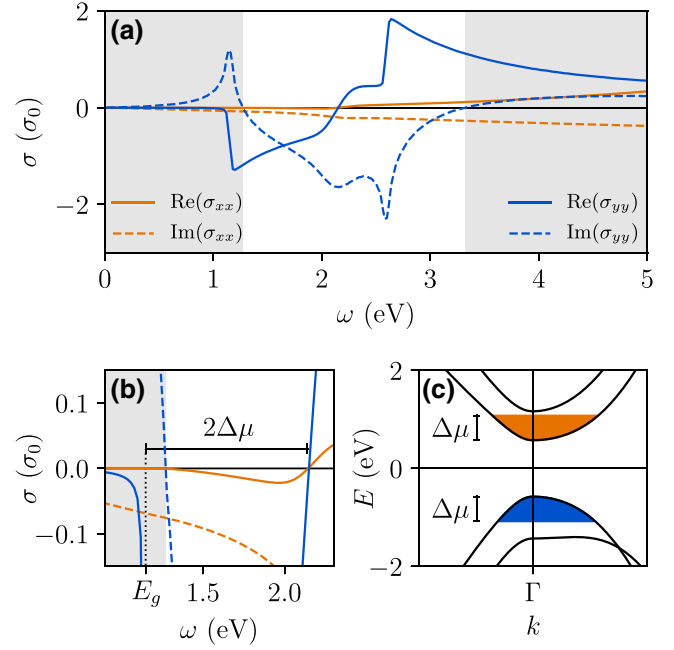 (a)
2
0
−2
σ (σ0)
Re(σxx)
Im(σxx)
Re(σyy)
Im(σyy)
0 1 2 3 4 5
ω (eV)
(b)
0.1
0.0
−0.1
σ (σ0)
2Δμ
Eg 1.5 2.0
ω (eV)
(c)
2
0
−2
E (eV)
Δμ
Δμ
Γ
k